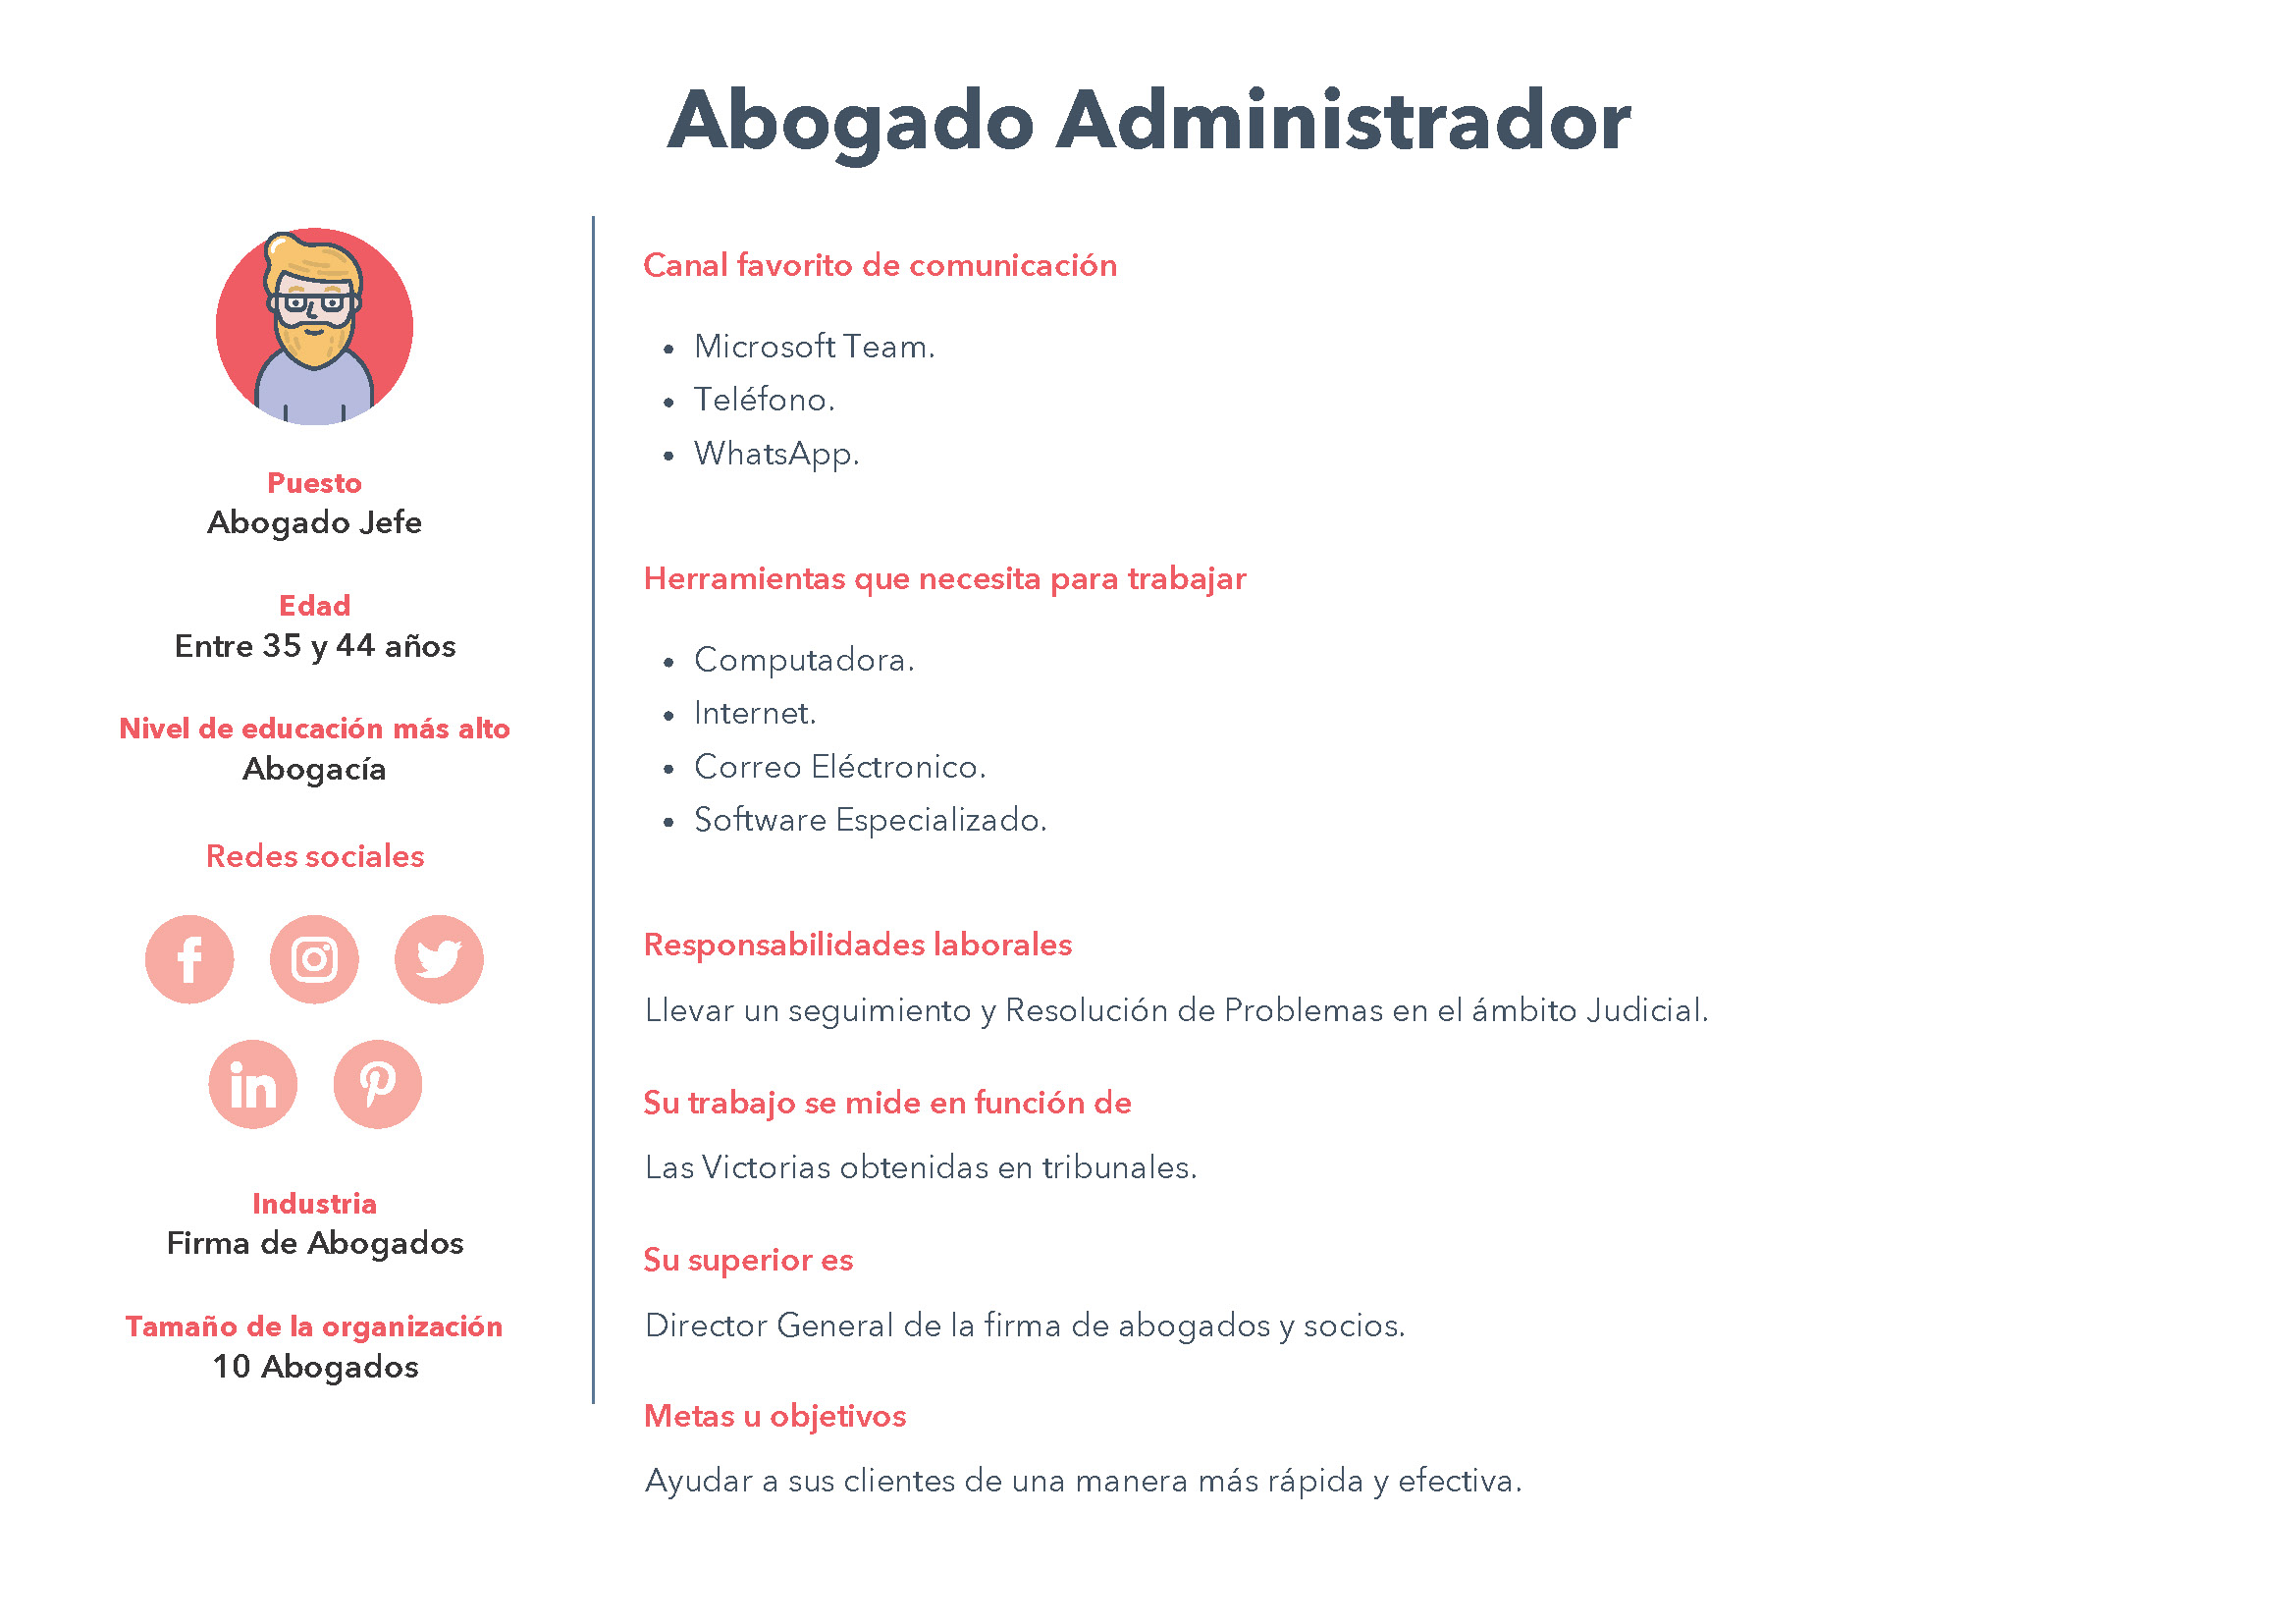 Abogado Administrador
Puesto
Abogado Jefe
Edad
Entre 35 y 44 años
Nivel de educación más alto
Abogacía
Redes sociales
Industria
Firma de Abogados
Tamaño de la organización
10 Abogados
Canal favorito de comunicación
• Microsoft Team.
• Teléfono.
• WhatsApp.
Herramientas que necesita para trabajar
• Computadora.
• Internet.
• Correo Eléctronico.
• Software Especializado.
Responsabilidades laborales
Llevar un seguimiento y Resolución de Problemas en el ámbito Judicial.
Su trabajo se mide en función de
Las Victorias obtenidas en tribunales.
Su superior es
Director General de la firma de abogados y socios.
Metas u objetivos
Ayudar a sus clientes de una manera más rápida y efectiva.